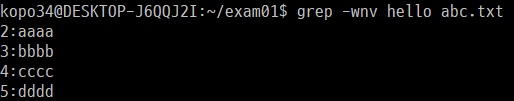 kopo34@DESKTOP-J6QQJ2I:~/exam01$ grep -wnv hello abc.txt
2:aaaa
3:bbbb
4:cccc
5:dddd